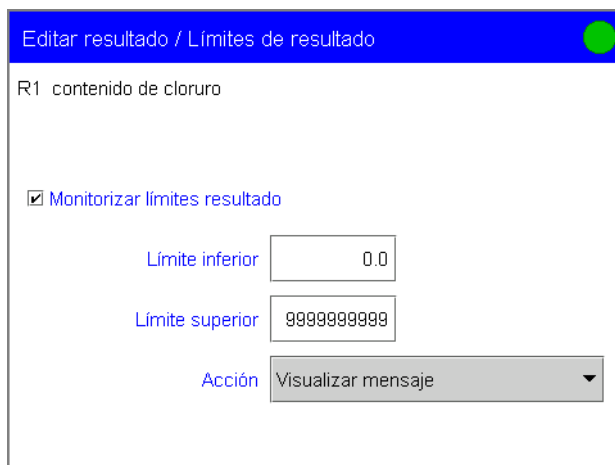 Editar resultado / Límites de resultado
R1 contenido de cloruro
Monitorizar límites resultado
Límite inferior 0.0
Límite superior 9999999999
Acción Visualizar mensaje